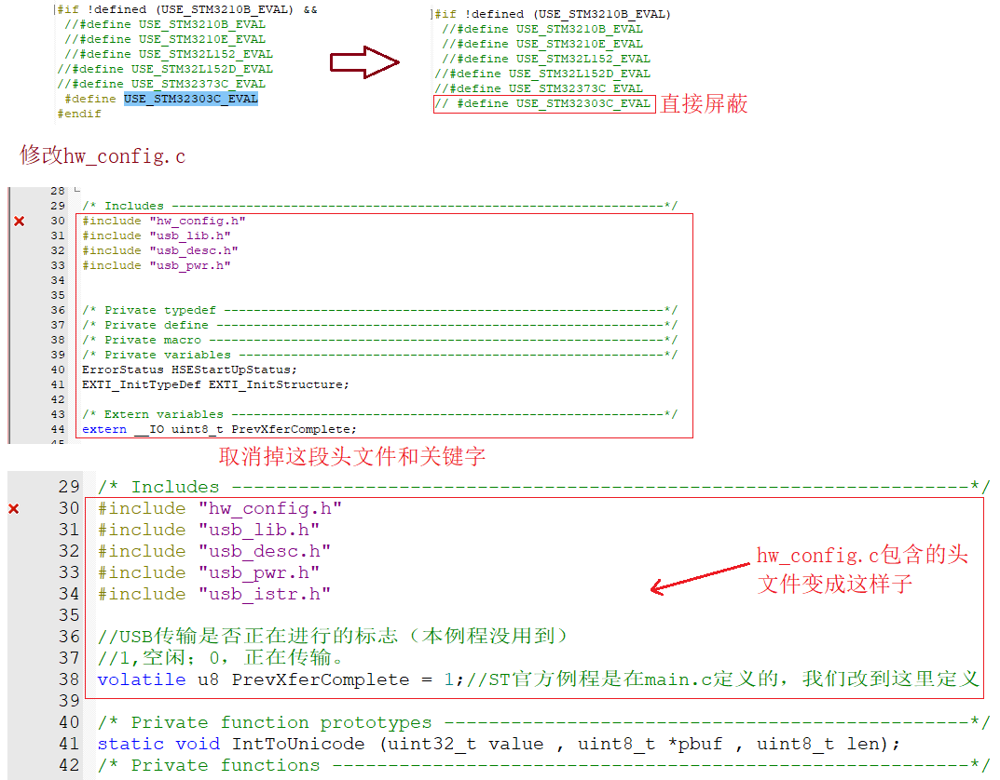 #if !defined (USE_STM3210B_EVAL) &&
//#define USE_STM3210B_EVAL
//#define USE_STM3210E_EVAL
//#define USE_STM32L152_EVAL
//#define USE_STM32L152D_EVAL
//#define USE_STM32373C_EVAL
#define USE_STM32303C_EVAL
#endif
#if !defined (USE_STM3210B_EVAL)
//#define USE_STM3210B_EVAL
//#define USE_STM3210E_EVAL
//#define USE_STM32L152_EVAL
//#define USE_STM32L152D_EVAL
//#define USE_STM32373C_EVAL
// #define USE_STM32303C_EVAL
直接屏蔽
修改hw_config.c
28
29 /* Includes ------------------------------------------------------------------*/
30 #include "hw_config.h"
31 #include "usb_lib.h"
32 #include "usb_desc.h"
33 #include "usb_pwr.h"
34
35
36 /* Private typedef -----------------------------------------------------------*/
37 /* Private define ------------------------------------------------------------*/
38 /* Private macro -------------------------------------------------------------*/
39 /* Private variables ---------------------------------------------------------*/
40 ErrorStatus HSEStartUpStatus;
41 EXTI_InitTypeDef EXTI_InitStructure;
42
43 /* Extern variables ----------------------------------------------------------*/
44 extern __IO uint8_t PrevXferComplete;
取消掉这段头文件和关键字
29 /* Includes ------------------------------------------------------------------*/
30 #include "hw_config.h"
31 #include "usb_lib.h"
32 #include "usb_desc.h"
33 #include "usb_pwr.h"
34 #include "usb_istr.h"
35
36 //USB传输是否正在进行的标志（本例程没用到）
37 //1,空闲；0，正在传输。
38 volatile u8 PrevXferComplete = 1;//ST官方例程是在main.c定义的，我们改到这里定义
39
40 /* Private function prototypes -----------------------------------------------*/
41 static void IntToUnicode (uint32_t value , uint8_t *pbuf , uint8_t len);
42 /* Private functions ---------------------------------------------------------*/
hw_config.c包含的头
文件变成这样子